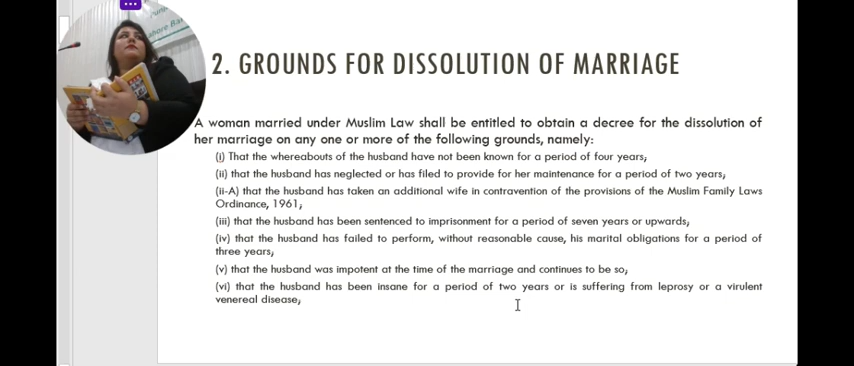 2. GROUNDS FOR DISSOLUTION OF MARRIAGE
A woman married under Muslim Law shall be entitled to obtain a decree for the dissolution of
her marriage on any one or more of the following grounds, namely:
(i) That the whereabouts of the husband have not been known for a period of four years;
(ii) that the husband has neglected or has filed to provide for her maintenance for a period of two years;
(ii-A) that the husband has taken an additional wife in contravention of the provisions of the Muslim Family Laws
Ordinance, 1961;
(iii) that the husband has been sentenced to imprisonment for a period of seven years or upwards;
(iv) that the husband has failed to perform, without reasonable cause, his marital obligations for a period of
three years;
(v) that the husband was impotent at the time of the marriage and continues to be so;
(vi) that the husband has been insane for a period of two years or is suffering from leprosy or a virulent
venereal disease;